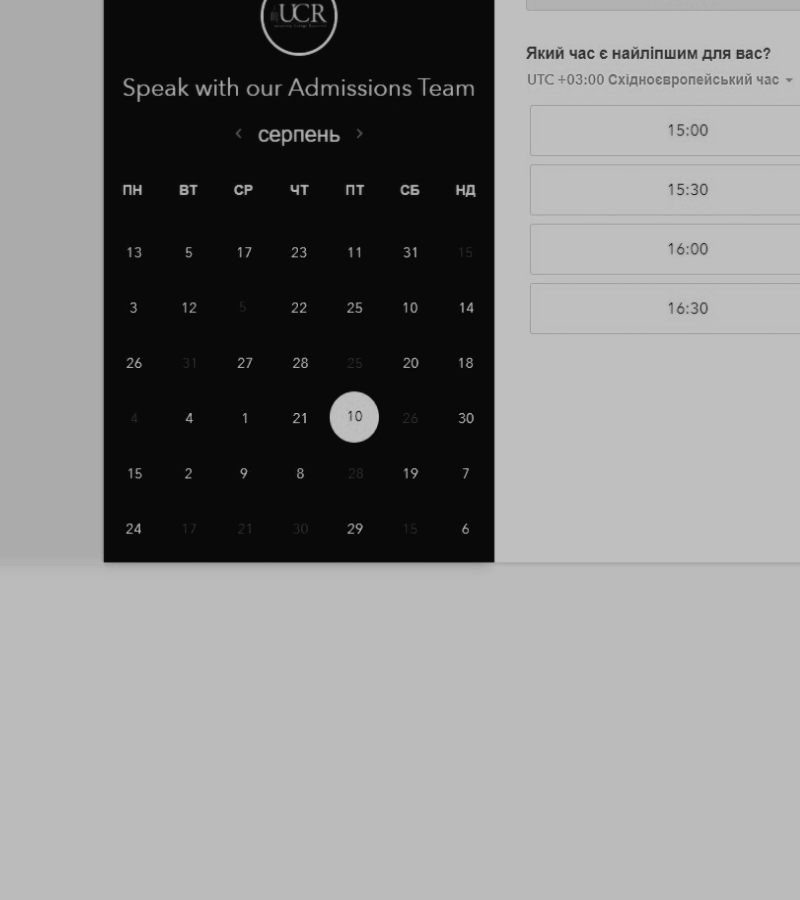 UCR
Speak with our Admissions Team
‹ серпень ›
ПН ВТ СР ЧТ ПТ СБ НД
13 5 17 23 11 31 15
3 12 5 22 25 10 14
26 31 27 28 25 20 18
4 4 1 21 10 26 30
15 2 9 8 28 19 7
24 17 21 30 29 15 6
Який час є найліпшим для вас?
UTC +03:00 Східноєвропейський час
15:00
15:30
16:00
16:30